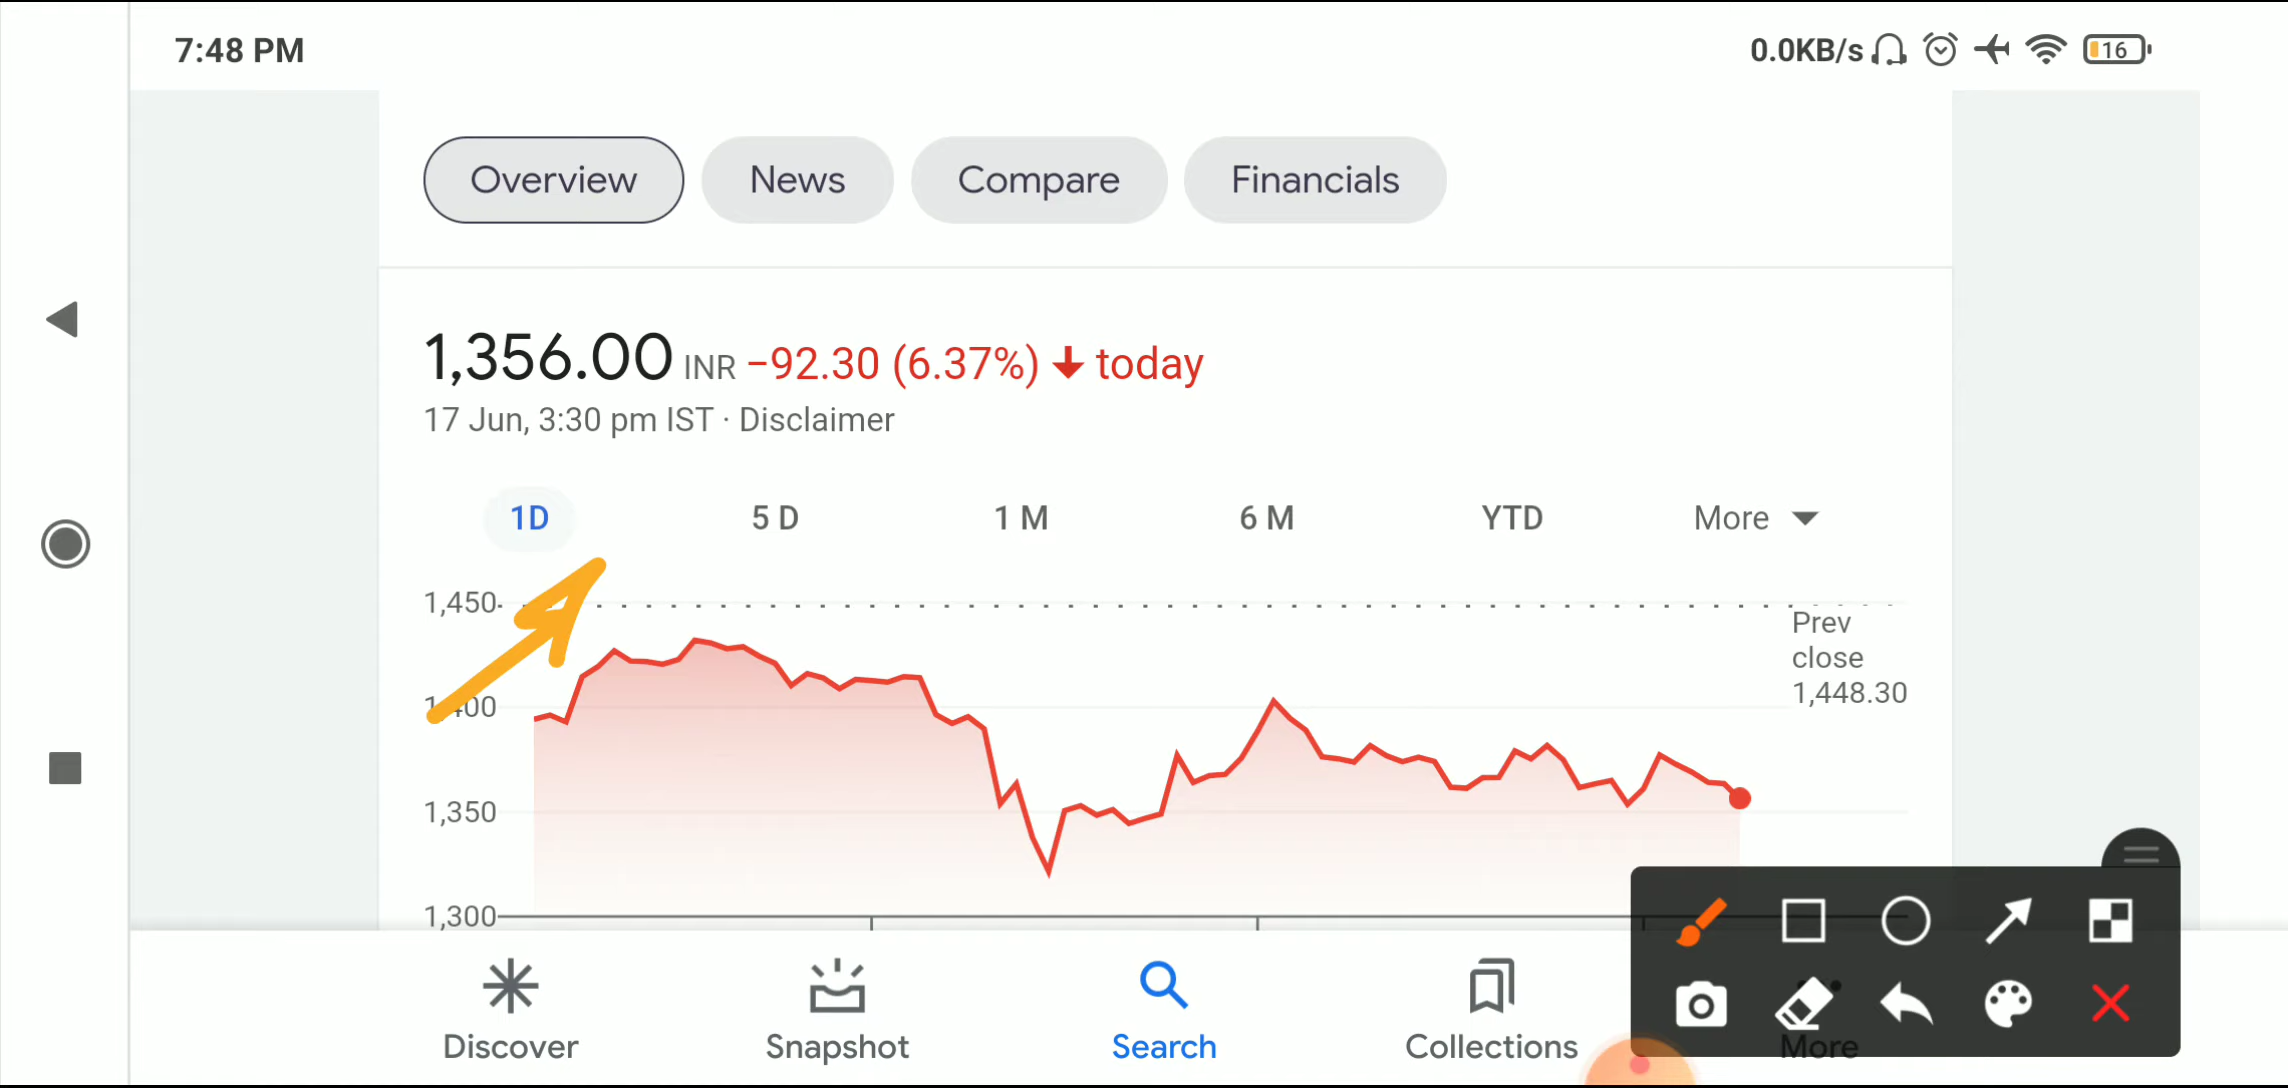 7:48 PM
0.0KB/s
16
Overview
News
Compare
Financials
1,356.00 INR −92.30 (6.37%) today
17 Jun, 3:30 pm IST · Disclaimer
1D
5 D
1 M
6 M
YTD
More
1,450
Prev
close
1,448.30
1,400
1,350
1,300
Discover
Snapshot
Search
Collections
More